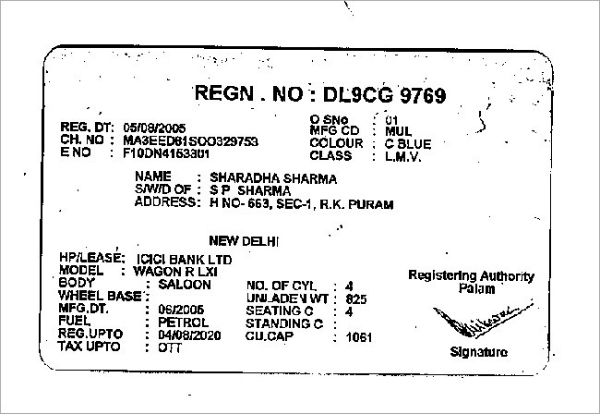 REGN . NO : DL9CG 9769
REG. DT: 05/08/2005 O SNo : 01
CH. NO : MA3EED81SOO329753 MFG CD : MUL
E NO : F10DN4153301 COLOUR : C BLUE
CLASS : L.M.V.
NAME : SHARADHA SHARMA
S/W/D OF : S P SHARMA
ADDRESS: H NO- 663, SEC-1, R.K. PURAM
NEW DELHI
HP/LEASE: ICICI BANK LTD
MODEL : WAGON R LXI
BODY : SALOON NO. OF CYL : 4
WHEEL BASE : UNLADEN WT : 825
MFG.DT. : 06/2005 SEATING C : 4
FUEL : PETROL STANDING C :
REG.UPTO : 04/08/2020 CU.CAP : 1061
TAX UPTO : OTT
Registering Authority
Palam
Signature